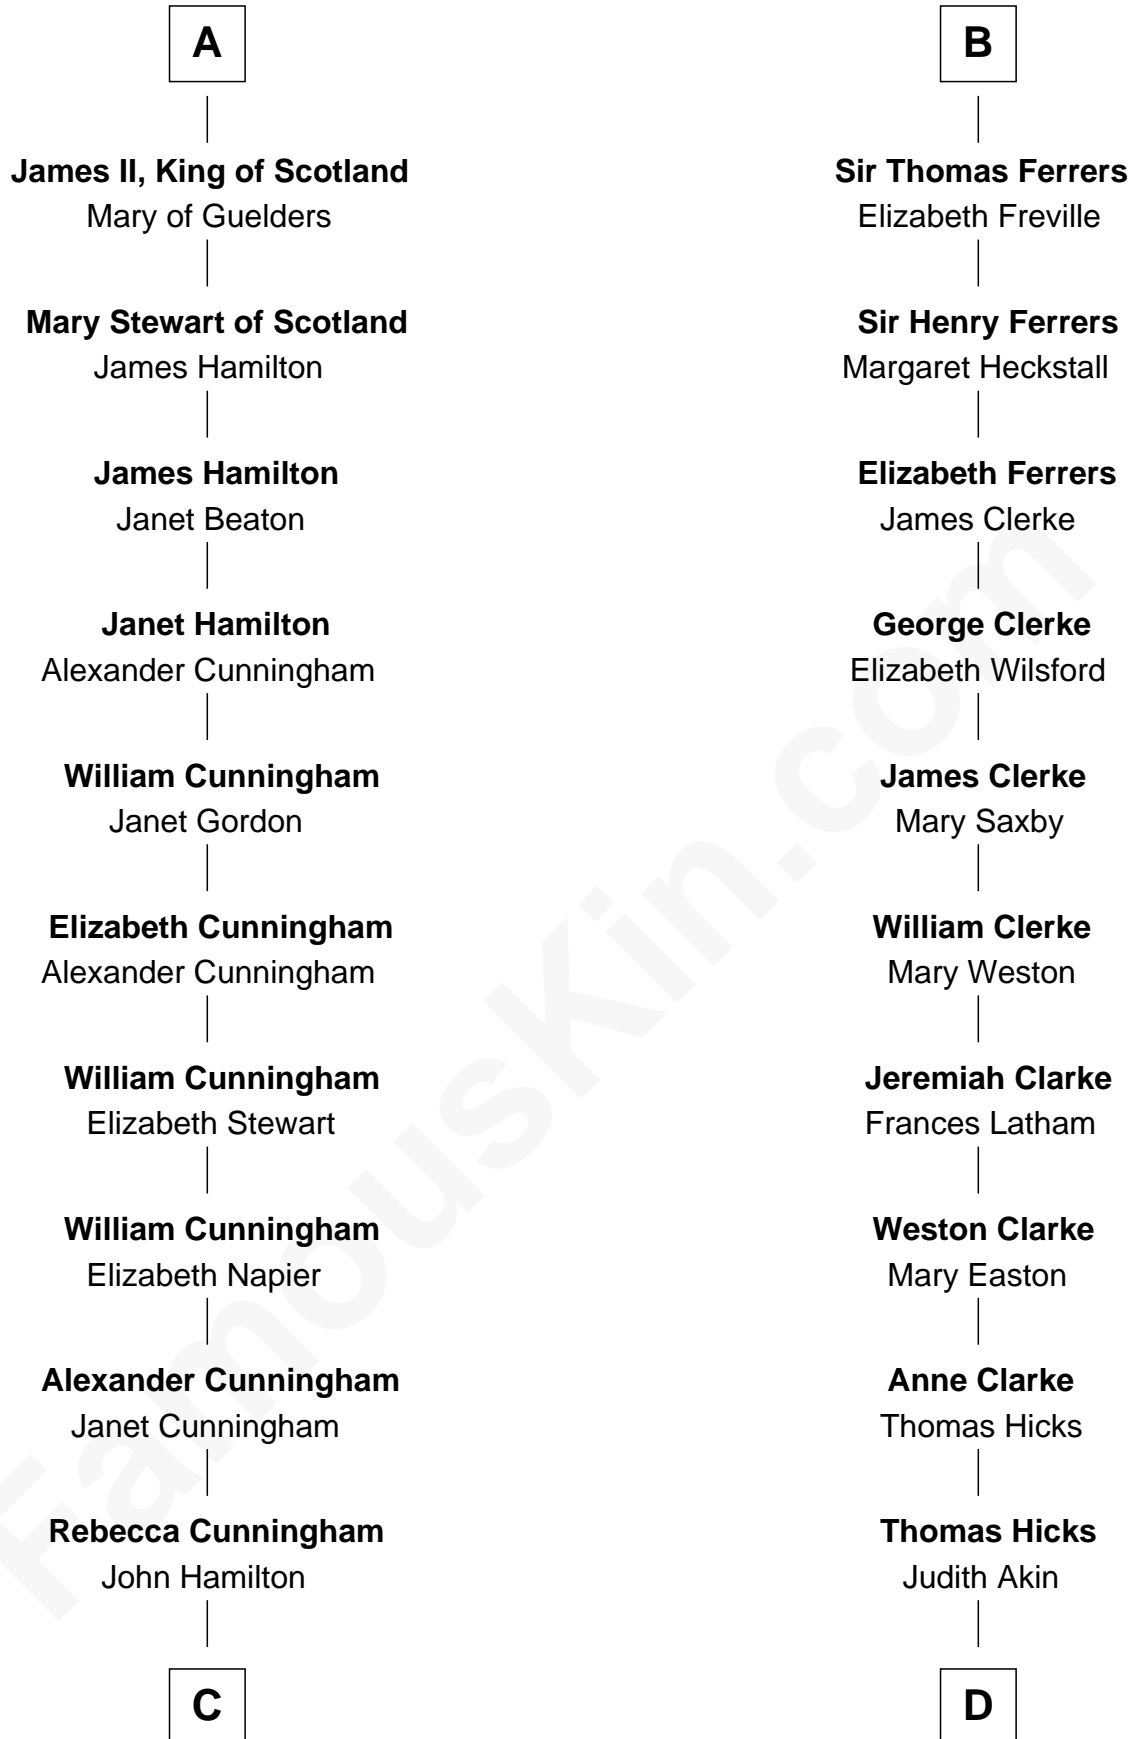 A
James II, King of Scotland
Mary of Guelders
Mary Stewart of Scotland
James Hamilton
James Hamilton
Janet Beaton
Janet Hamilton
Alexander Cunningham
William Cunningham
Janet Gordon
Elizabeth Cunningham
Alexander Cunningham
William Cunningham
Elizabeth Stewart
William Cunningham
Elizabeth Napier
Alexander Cunningham
Janet Cunningham
Rebecca Cunningham
John Hamilton
C
B
Sir Thomas Ferrers
Elizabeth Freville
Sir Henry Ferrers
Margaret Heckstall
Elizabeth Ferrers
James Clerke
George Clerke
Elizabeth Wilsford
James Clerke
Mary Saxby
William Clerke
Mary Weston
Jeremiah Clarke
Frances Latham
Weston Clarke
Mary Easton
Anne Clarke
Thomas Hicks
Thomas Hicks
Judith Akin
D
FamousKin.com